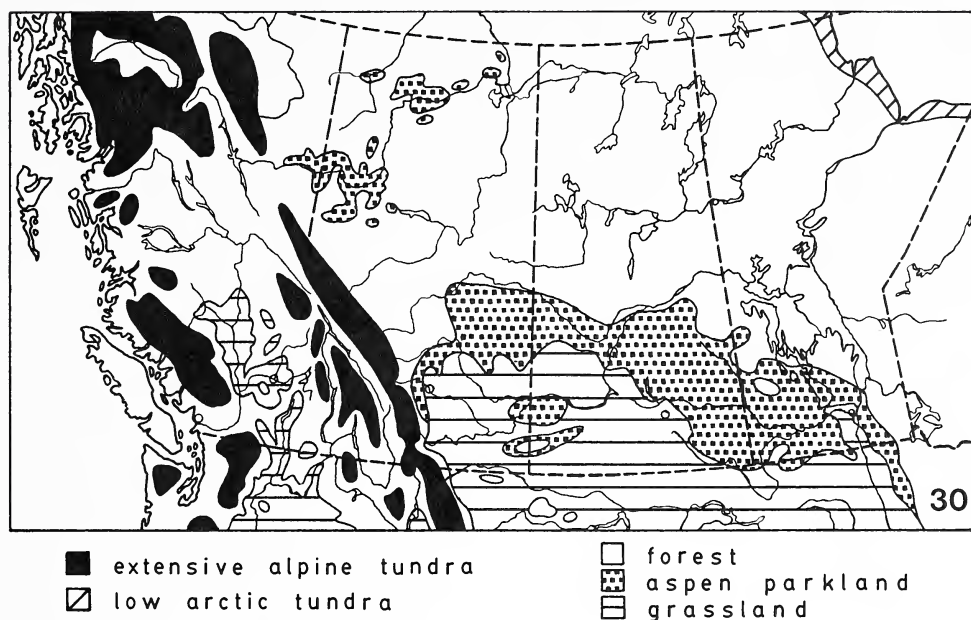 30
extensive alpine tundra
low arctic tundra
forest
aspen parkland
grassland